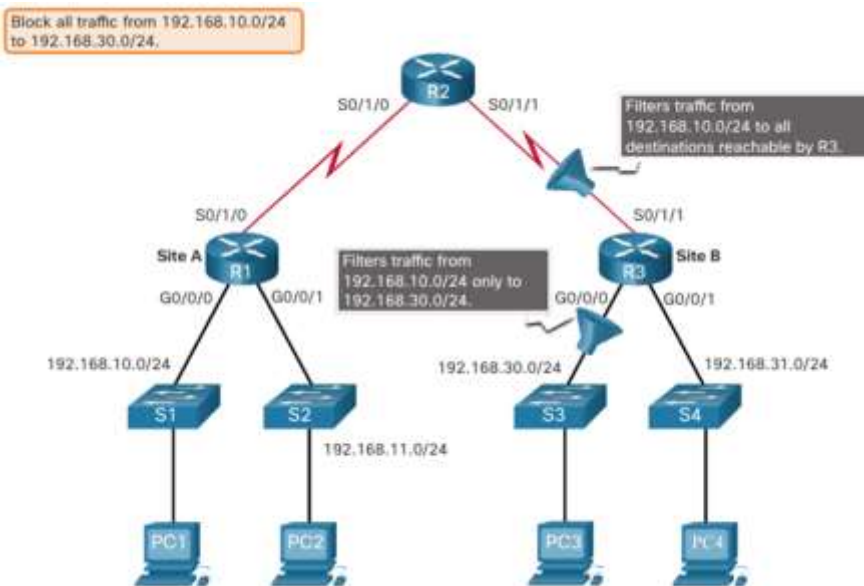 Block all traffic from 192.168.10.0/24
to 192.168.30.0/24.
R2
S0/1/0
S0/1/1
Filters traffic from
192.168.10.0/24 to all
destinations reachable by R3.
S0/1/0
S0/1/1
Site A
R1
Filters traffic from
192.168.10.0/24 only to
192.168.30.0/24.
R3
Site B
G0/0/0
G0/0/1
G0/0/0
G0/0/1
192.168.10.0/24
192.168.30.0/24
192.168.31.0/24
S1
S2
S3
S4
192.168.11.0/24
PC1
PC2
PC3
PC4